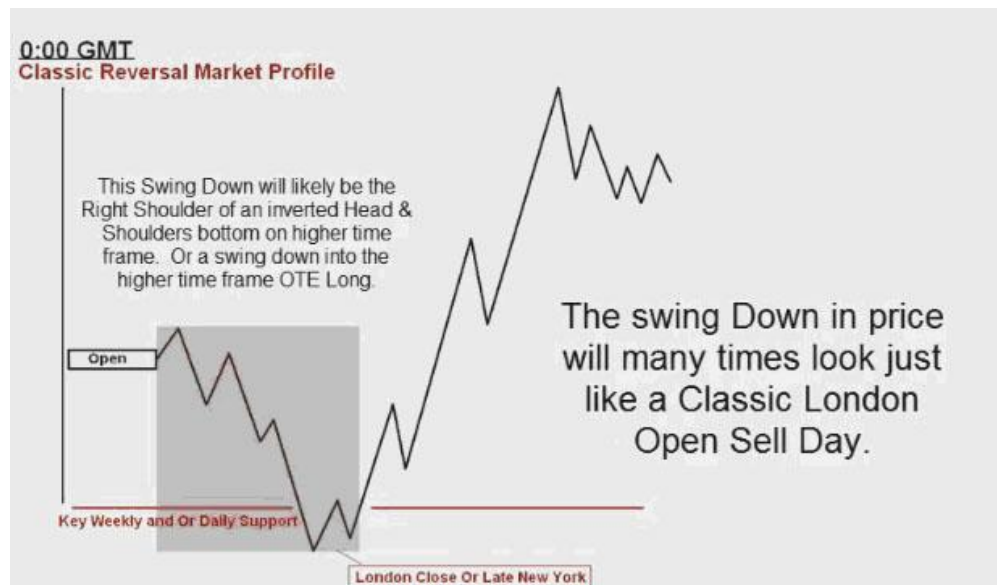 0:00 GMT
Classic Reversal Market Profile
This Swing Down will likely be the
Right Shoulder of an inverted Head &
Shoulders bottom on higher time
frame. Or a swing down into the
higher time frame OTE Long.
Open
The swing Down in price
will many times look just
like a Classic London
Open Sell Day.
Key Weekly and Or Daily Support
London Close Or Late New York